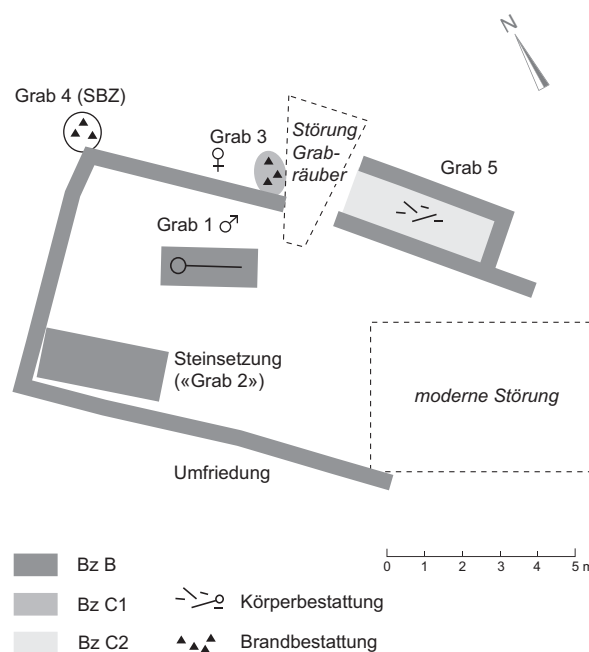 N
Grab 4 (SBZ)
Grab 3
Störung
Grab-
räuber
Grab 5
Grab 1 ♂
♀
Steinsetzung
(«Grab 2»)
moderne Störung
Umfriedung
Bz B
Bz C1
Bz C2
Körperbestattung
Brandbestattung
0 1 2 3 4 5 m